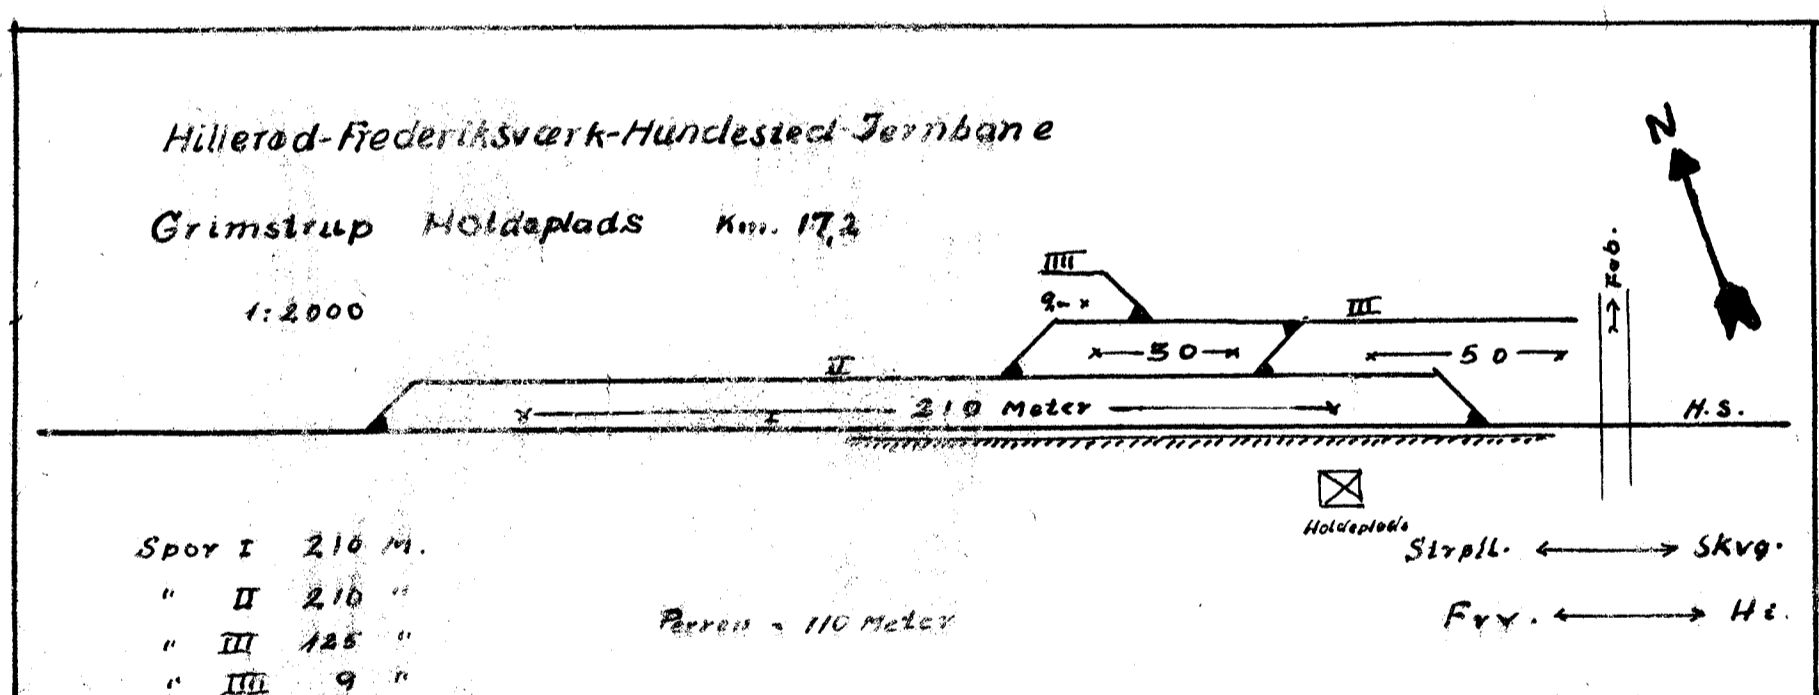 Hillerød-Frederiksværk-Hundested-Jernbane
N
Grimstrup Holdeplads Km. 17,2
1:2000
IIII
9
III
→ Fab.
50
50
II
210 Meter
I
H.S.
Holdeplads
Strpll. ⟷ Skvg.
Frv. ⟷ Hi.
Spor I 210 M.
" II 210 "
" III 125 "
" IIII 9 "
Perron = 110 Meter